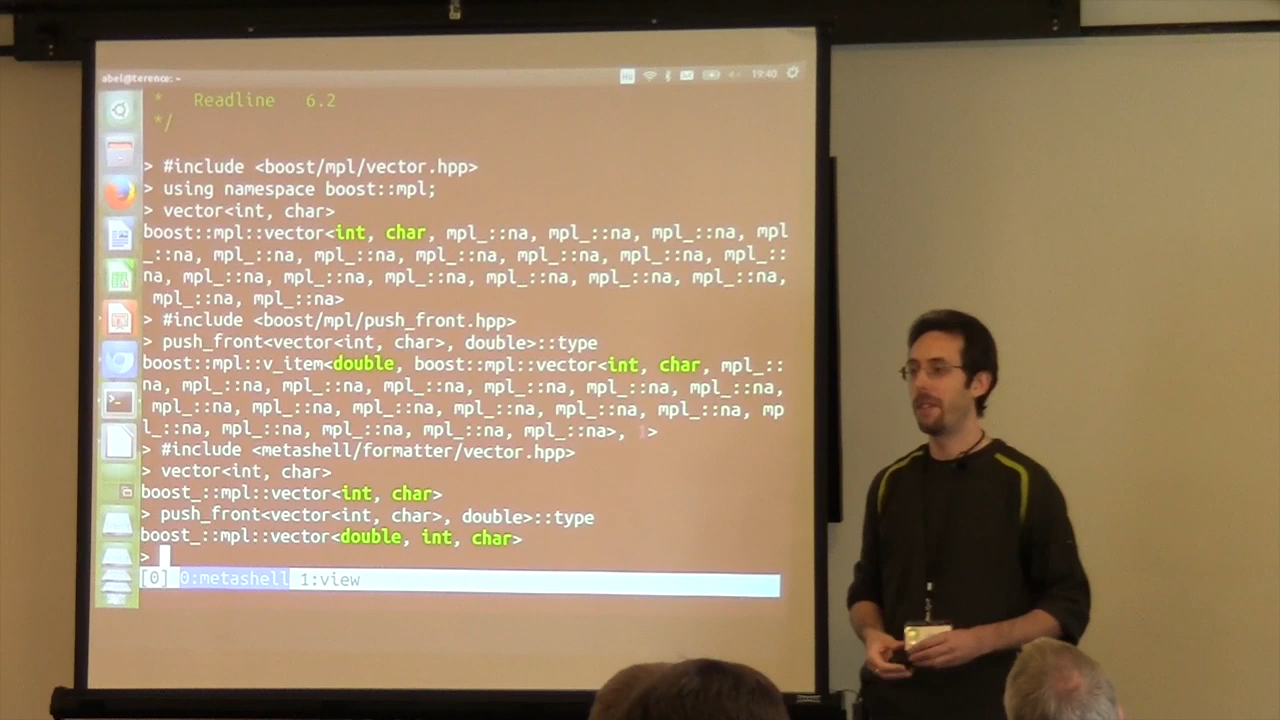 abel@terence: ~
19:40
* Readline 6.2
*/
> #include <boost/mpl/vector.hpp>
> using namespace boost::mpl;
> vector<int, char>
boost::mpl::vector<int, char, mpl_::na, mpl_::na, mpl_::na, mpl
_::na, mpl_::na, mpl_::na, mpl_::na, mpl_::na, mpl_::na, mpl_::
na, mpl_::na, mpl_::na, mpl_::na, mpl_::na, mpl_::na, mpl_::na,
mpl_::na, mpl_::na>
> #include <boost/mpl/push_front.hpp>
> push_front<vector<int, char>, double>::type
boost::mpl::v_item<double, boost::mpl::vector<int, char, mpl_::
na, mpl_::na, mpl_::na, mpl_::na, mpl_::na, mpl_::na, mpl_::na,
mpl_::na, mpl_::na, mpl_::na, mpl_::na, mpl_::na, mpl_::na, mp
l_::na, mpl_::na, mpl_::na, mpl_::na, mpl_::na>, 1>
> #include <metashell/formatter/vector.hpp>
> vector<int, char>
boost_::mpl::vector<int, char>
> push_front<vector<int, char>, double>::type
boost_::mpl::vector<double, int, char>
>
[0] 0:metashell 1:view